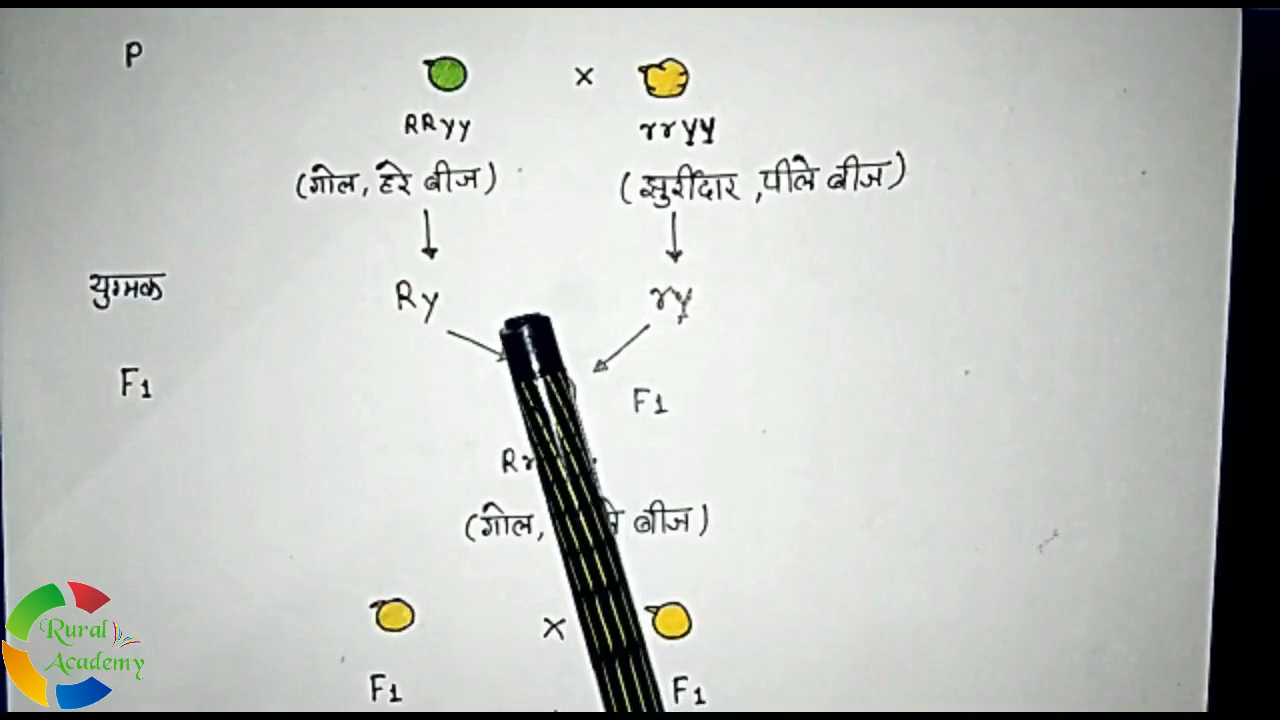 P
×
RRyy rrYY
(गोल, हरे बीज) (झुर्रीदार, पीले बीज)
युग्मक Ry rY
F1 F1
(गोल, बीज)
×
F1 F1
Rural
Academy